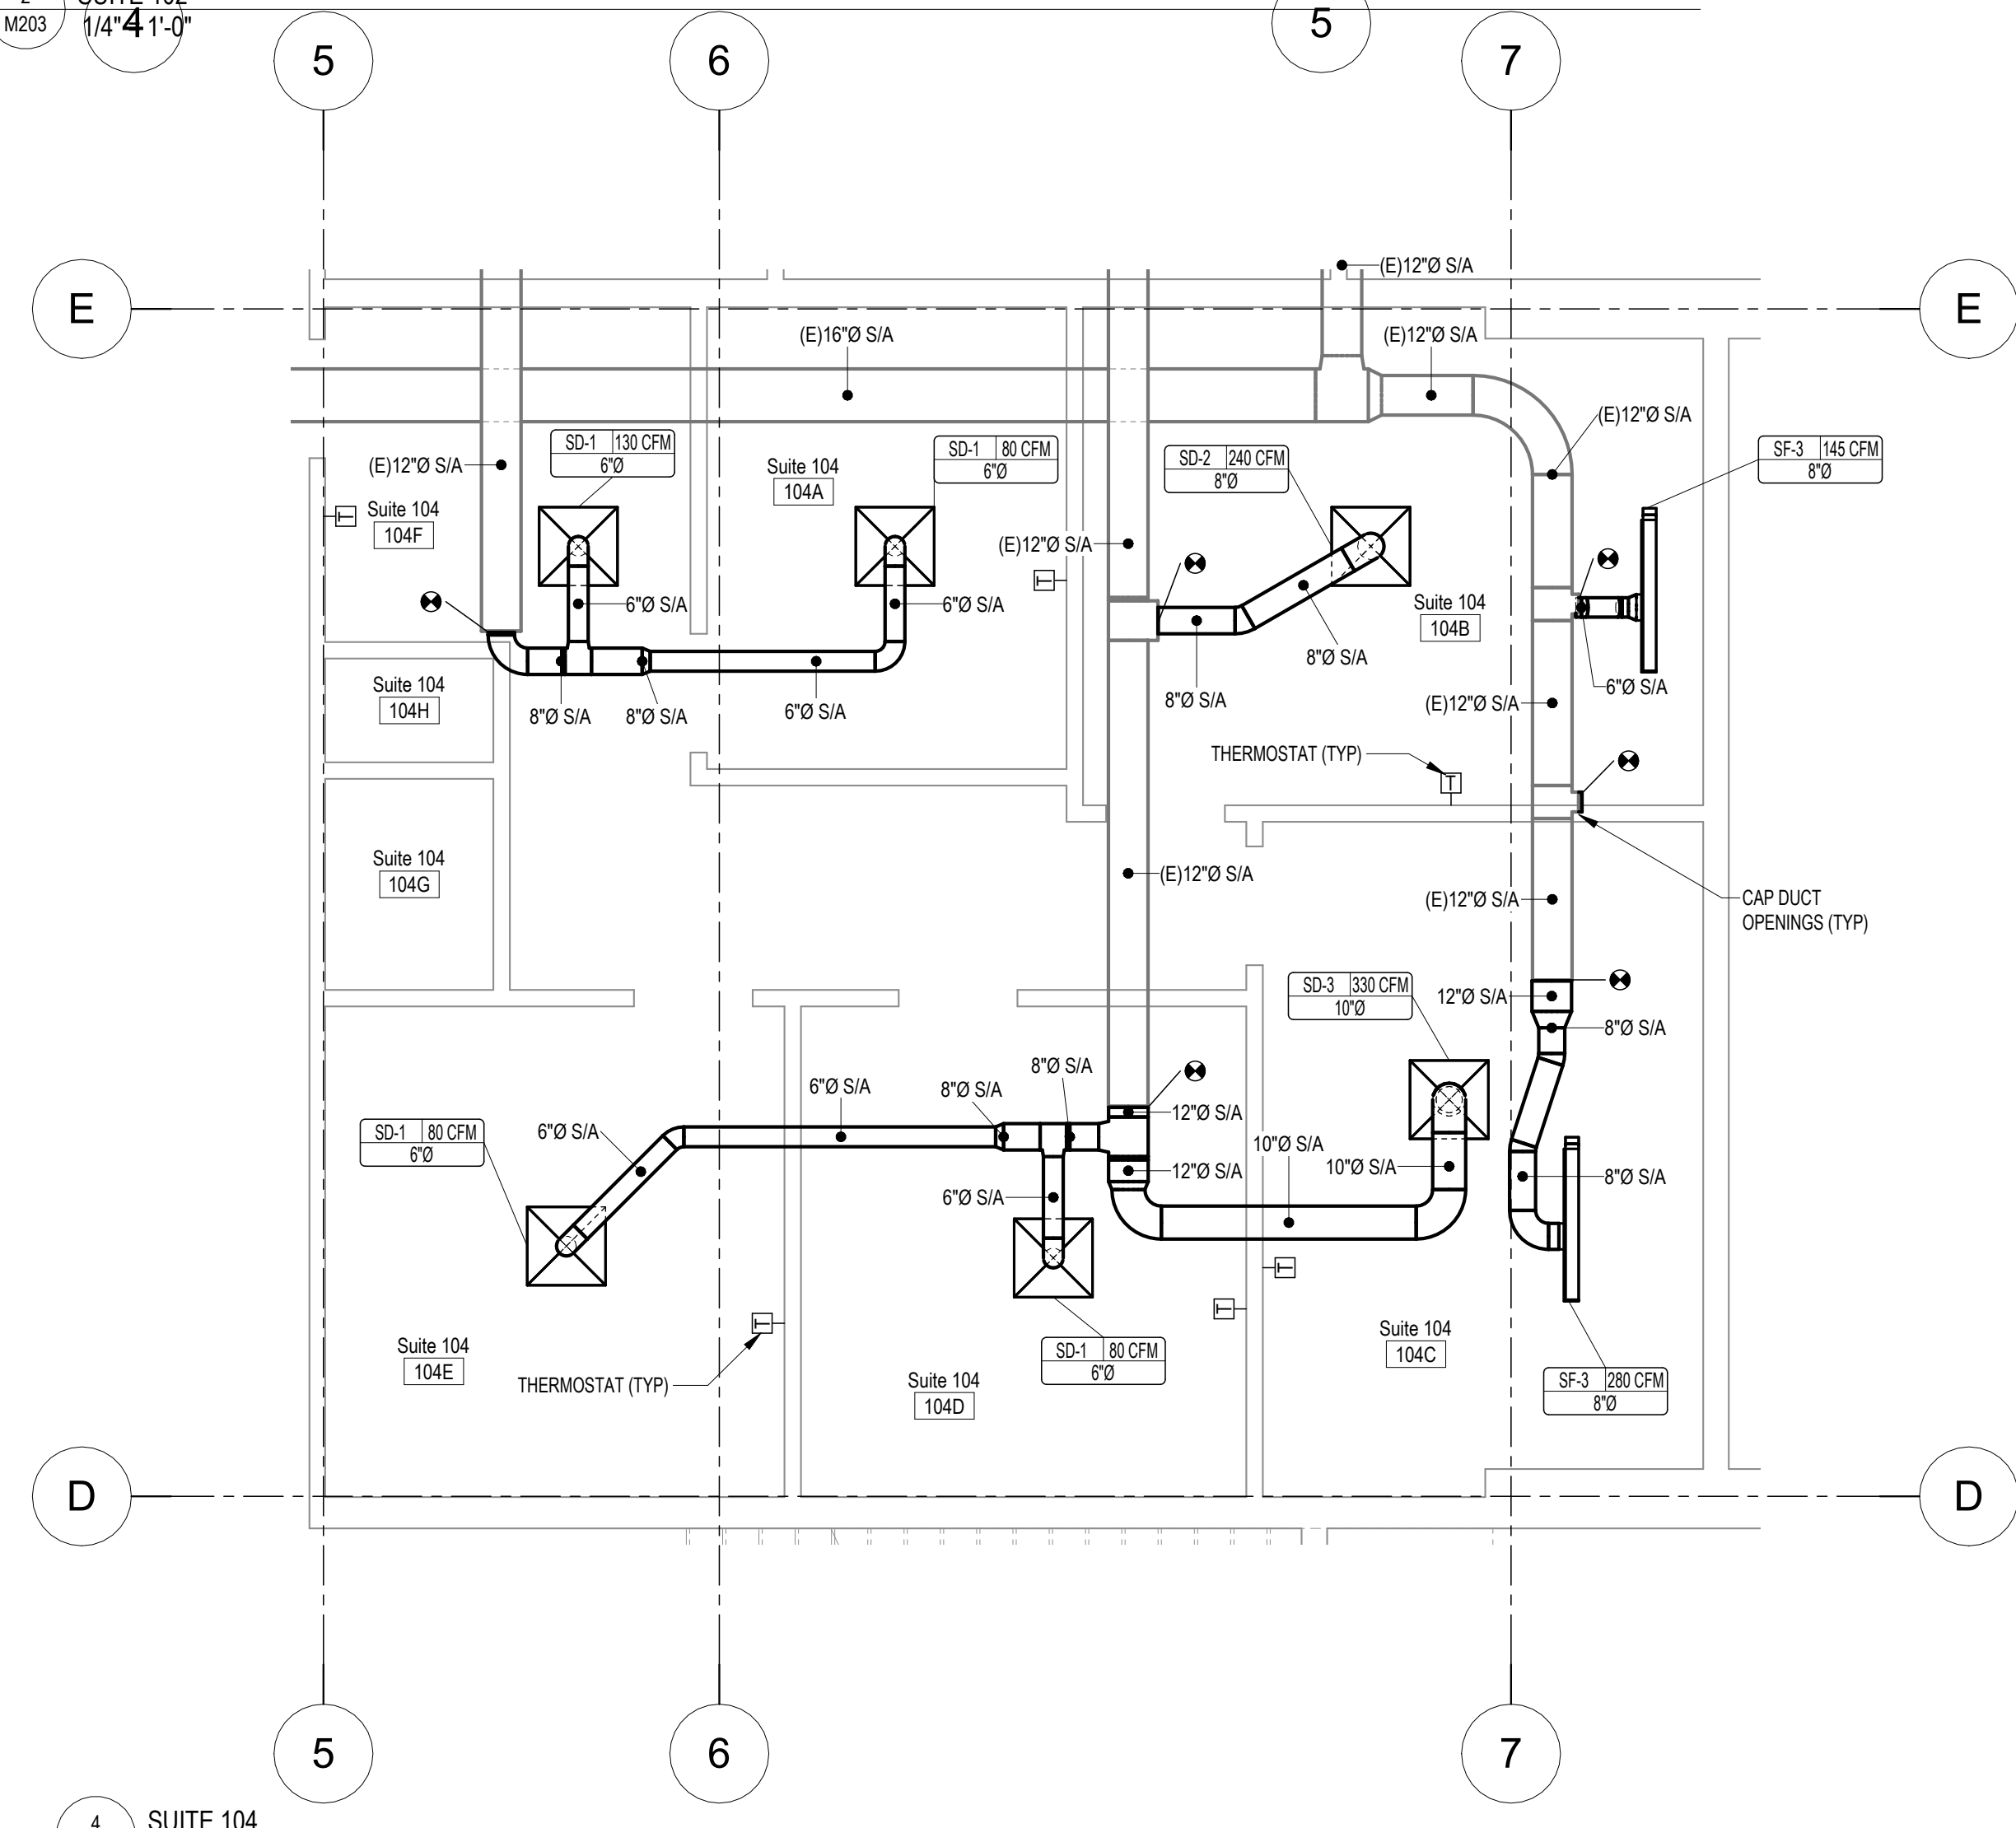 2
M203
SUITE 102
1/4" = 1'-0"
4
5
5
6
7
E
E
(E)12"Ø S/A
(E)16"Ø S/A
(E)12"Ø S/A
(E)12"Ø S/A
SD-1 130 CFM
6"Ø
SD-1 80 CFM
6"Ø
SD-2 240 CFM
8"Ø
SF-3 145 CFM
8"Ø
(E)12"Ø S/A
Suite 104
104A
Suite 104
104F
T
(E)12"Ø S/A
T
6"Ø S/A
6"Ø S/A
Suite 104
104B
8"Ø S/A
8"Ø S/A
6"Ø S/A
(E)12"Ø S/A
Suite 104
104H
8"Ø S/A
8"Ø S/A
6"Ø S/A
THERMOSTAT (TYP)
T
Suite 104
104G
(E)12"Ø S/A
(E)12"Ø S/A
CAP DUCT
OPENINGS (TYP)
SD-3 330 CFM
10"Ø
12"Ø S/A
8"Ø S/A
6"Ø S/A
8"Ø S/A
8"Ø S/A
12"Ø S/A
SD-1 80 CFM
6"Ø
6"Ø S/A
10"Ø S/A
10"Ø S/A
12"Ø S/A
8"Ø S/A
6"Ø S/A
T
T
T
Suite 104
104E
THERMOSTAT (TYP)
SD-1 80 CFM
6"Ø
Suite 104
104D
Suite 104
104C
SF-3 280 CFM
8"Ø
D
D
5
6
7
4
SUITE 104